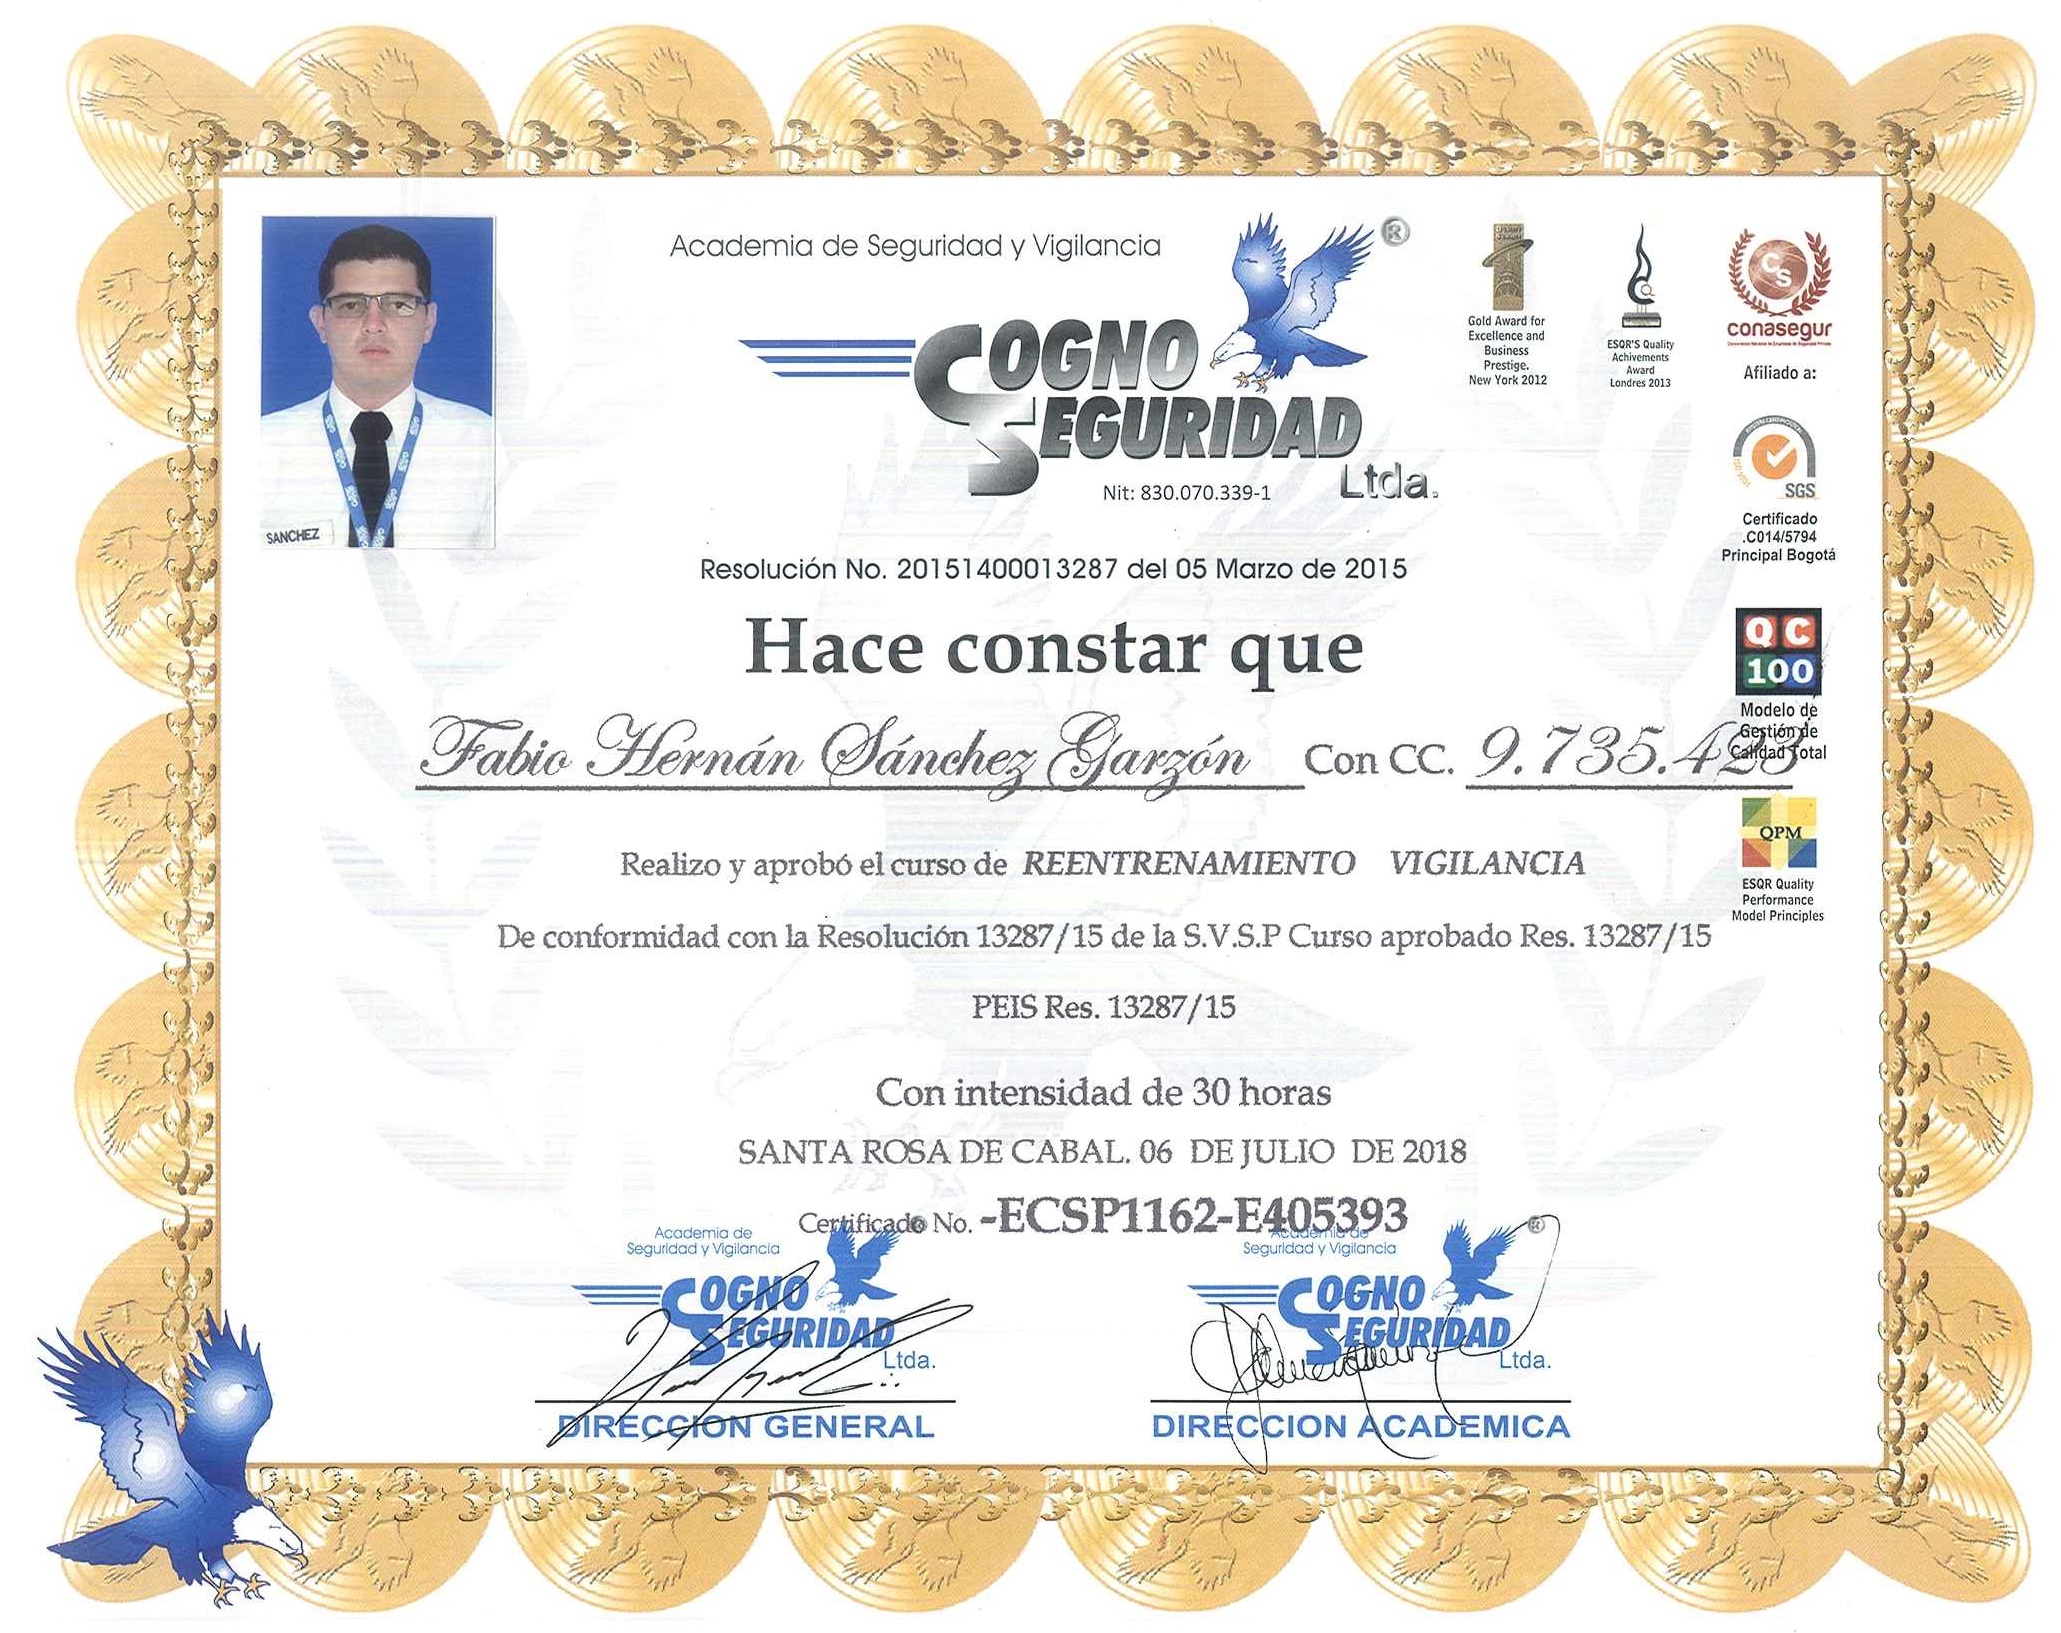 Academia de Seguridad y Vigilancia
®
COGNO
SEGURIDAD
Ltda.
Nit: 830.070.339-1
Gold Award for
Excellence and
Business
Prestige.
New York 2012
ESQR'S Quality
Achivements
Award
Londres 2013
CS
conasegur
Afiliado a:
SGS
Certificado
.C014/5794
Principal Bogotá
SANCHEZ
Resolución No. 20151400013287 del 05 Marzo de 2015
Hace constar que
QC
100
Modelo de
Gestión de
Calidad Total
Fabio Hernán Sánchez Garzón Con CC. 9.735.423
QPM
ESQR Quality
Performance
Model Principles
Realizo y aprobó el curso de REENTRENAMIENTO VIGILANCIA
De conformidad con la Resolución 13287/15 de la S.V.S.P Curso aprobado Res. 13287/15
PEIS Res. 13287/15
Con intensidad de 30 horas
SANTA ROSA DE CABAL. 06 DE JULIO DE 2018
Certificado No. -ECSP1162-E405393
Academia de
Seguridad y Vigilancia
COGNO
SEGURIDAD
Ltda.
DIRECCION GENERAL
Academia de
Seguridad y Vigilancia
®
COGNO
SEGURIDAD
Ltda.
DIRECCION ACADEMICA